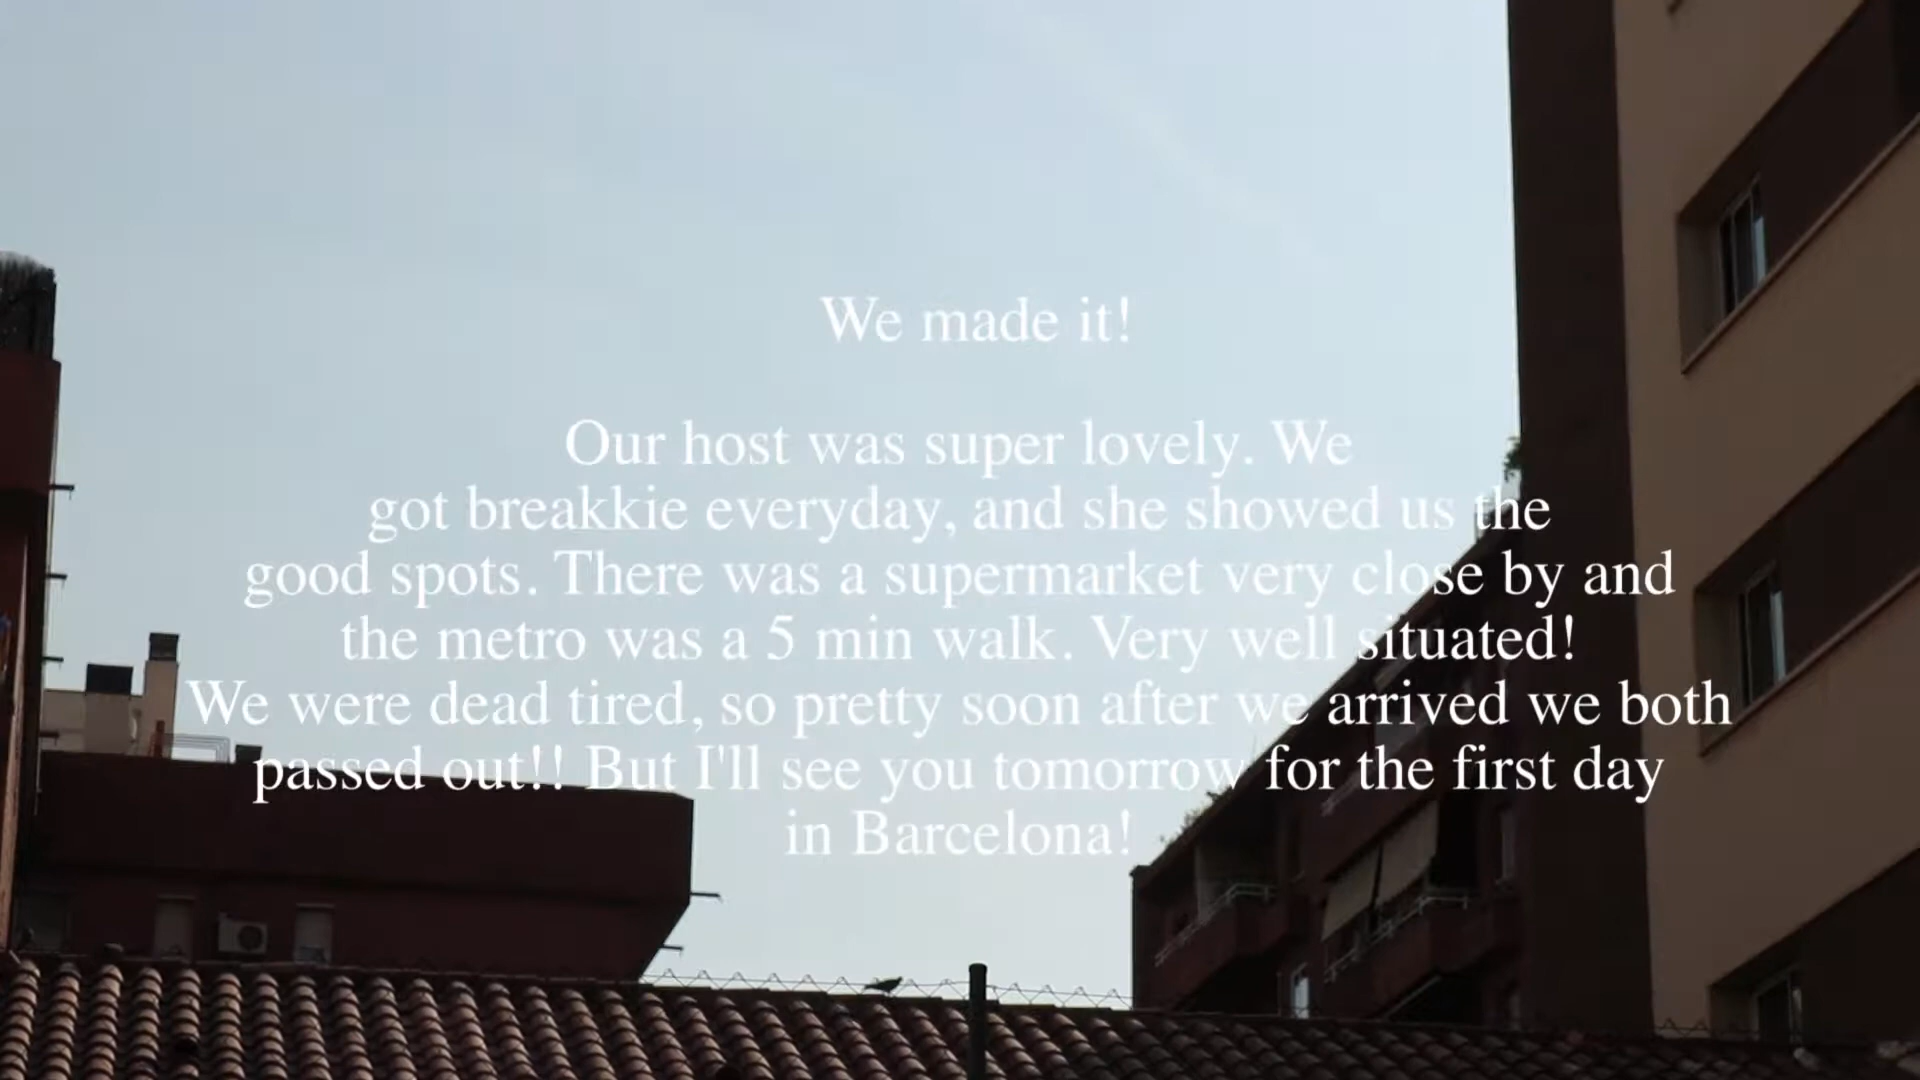 We made it!
Our host was super lovely. We
got breakkie everyday, and she showed us the
good spots. There was a supermarket very close by and
the metro was a 5 min walk. Very well situated!
We were dead tired, so pretty soon after we arrived we both
passed out!! But I'll see you tomorrow for the first day
in Barcelona!